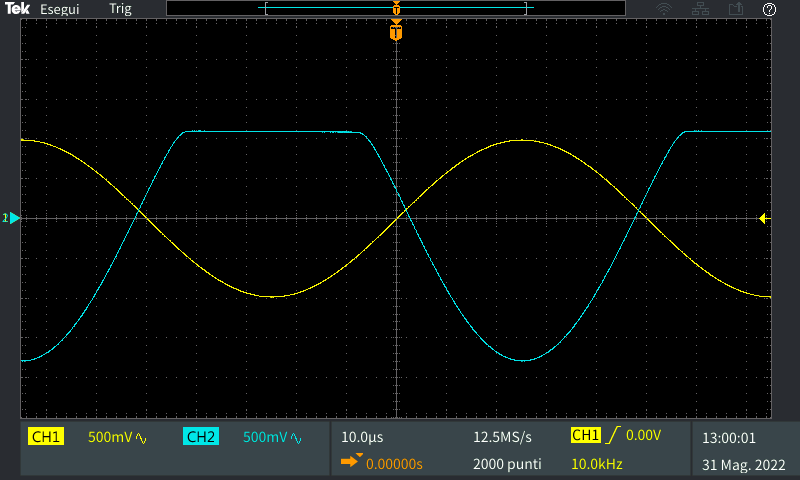 Tek Esegui Trig
T
T
1
CH1 500mV CH2 500mV 10.0µs 12.5MS/s CH1 0.00V 13:00:01
0.00000s 2000 punti 10.0kHz 31 Mag. 2022